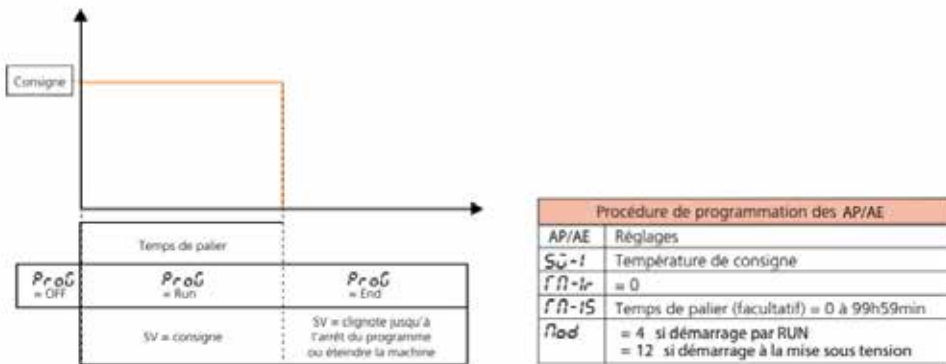 Consigne
Temps de palier
ProG
= OFF
ProG
= Run
ProG
= End
SV = consigne
SV = clignote jusqu'à
l'arrêt du programme
ou éteindre la machine
Procédure de programmation des AP/AE
AP/AE Réglages
SV-1 Température de consigne
TM-1r = 0
TM-1S Temps de palier (facultatif) = 0 à 99h59min
Mod = 4 si démarrage par RUN
= 12 si démarrage à la mise sous tension